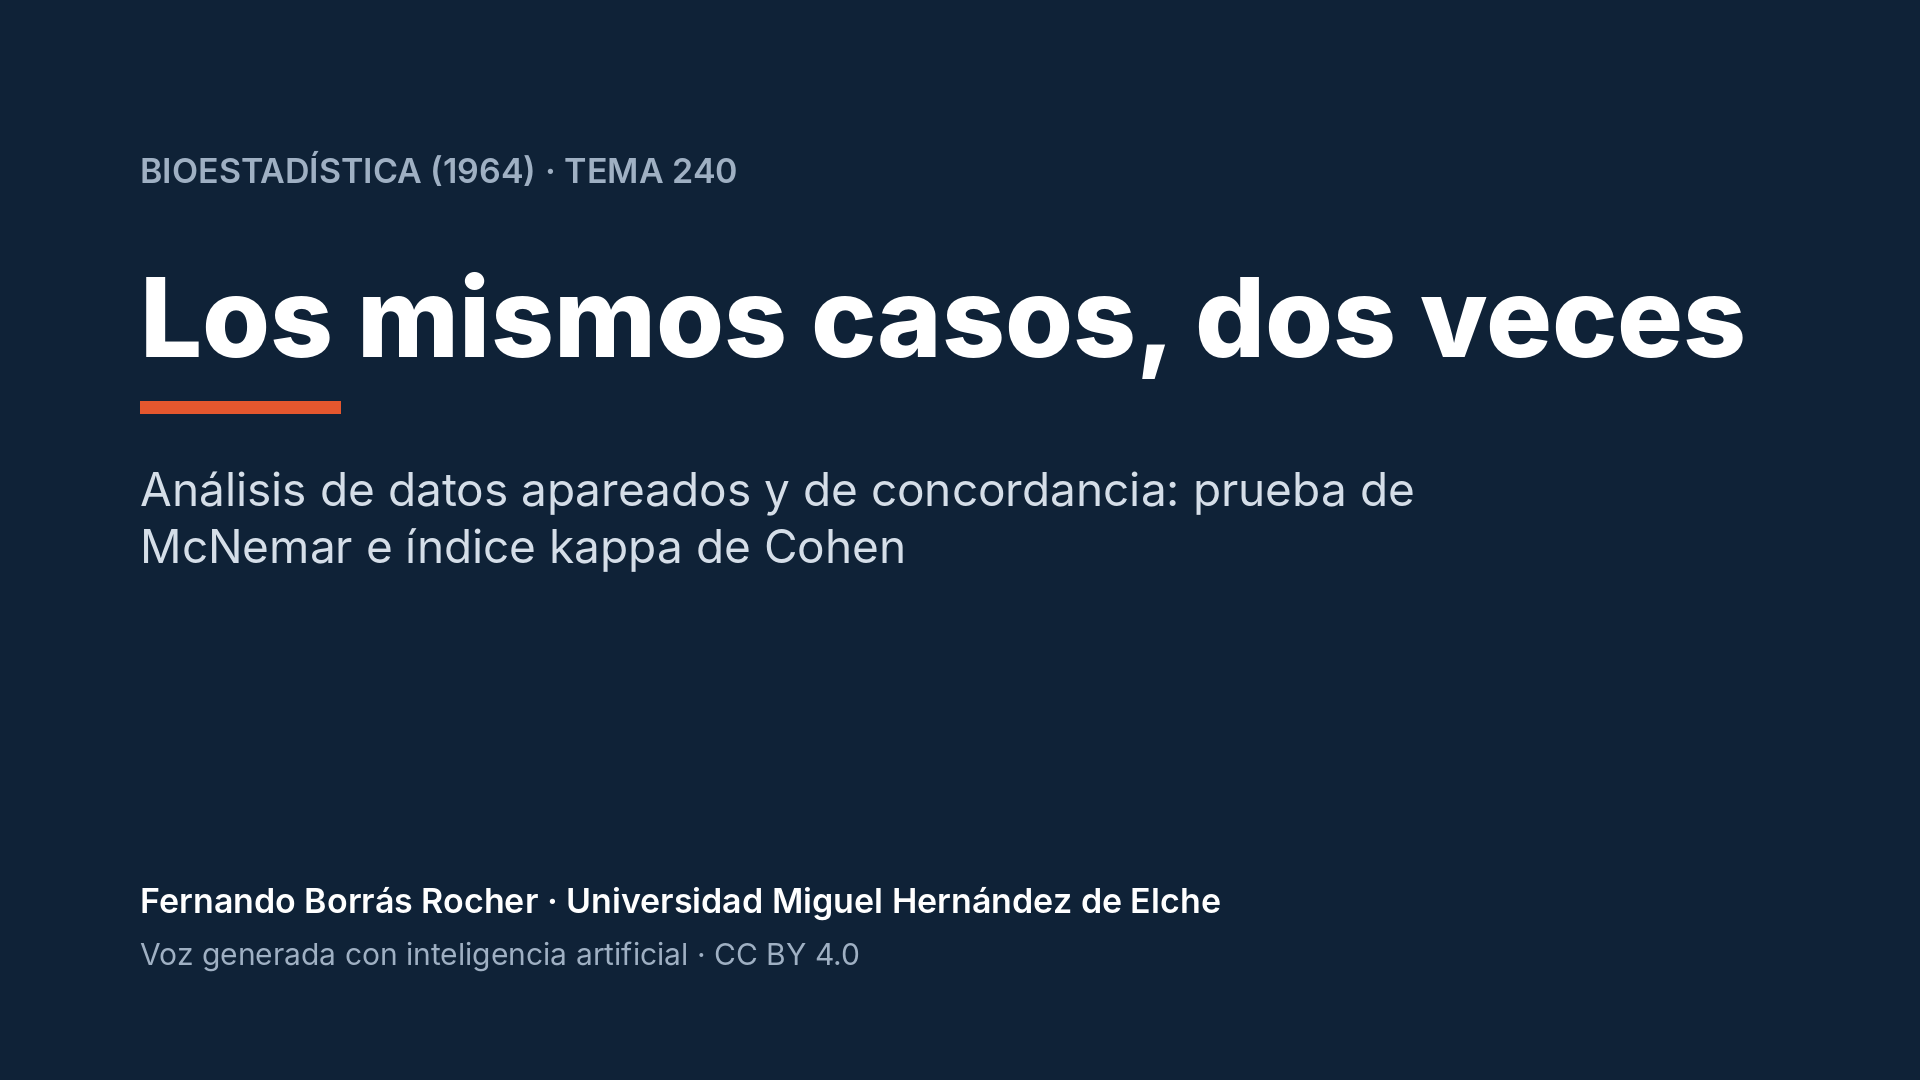 BIOESTADÍSTICA (1964) · TEMA 240
Los mismos casos, dos veces
Análisis de datos apareados y de concordancia: prueba de
McNemar e índice kappa de Cohen
Fernando Borrás Rocher · Universidad Miguel Hernández de Elche
Voz generada con inteligencia artificial · CC BY 4.0